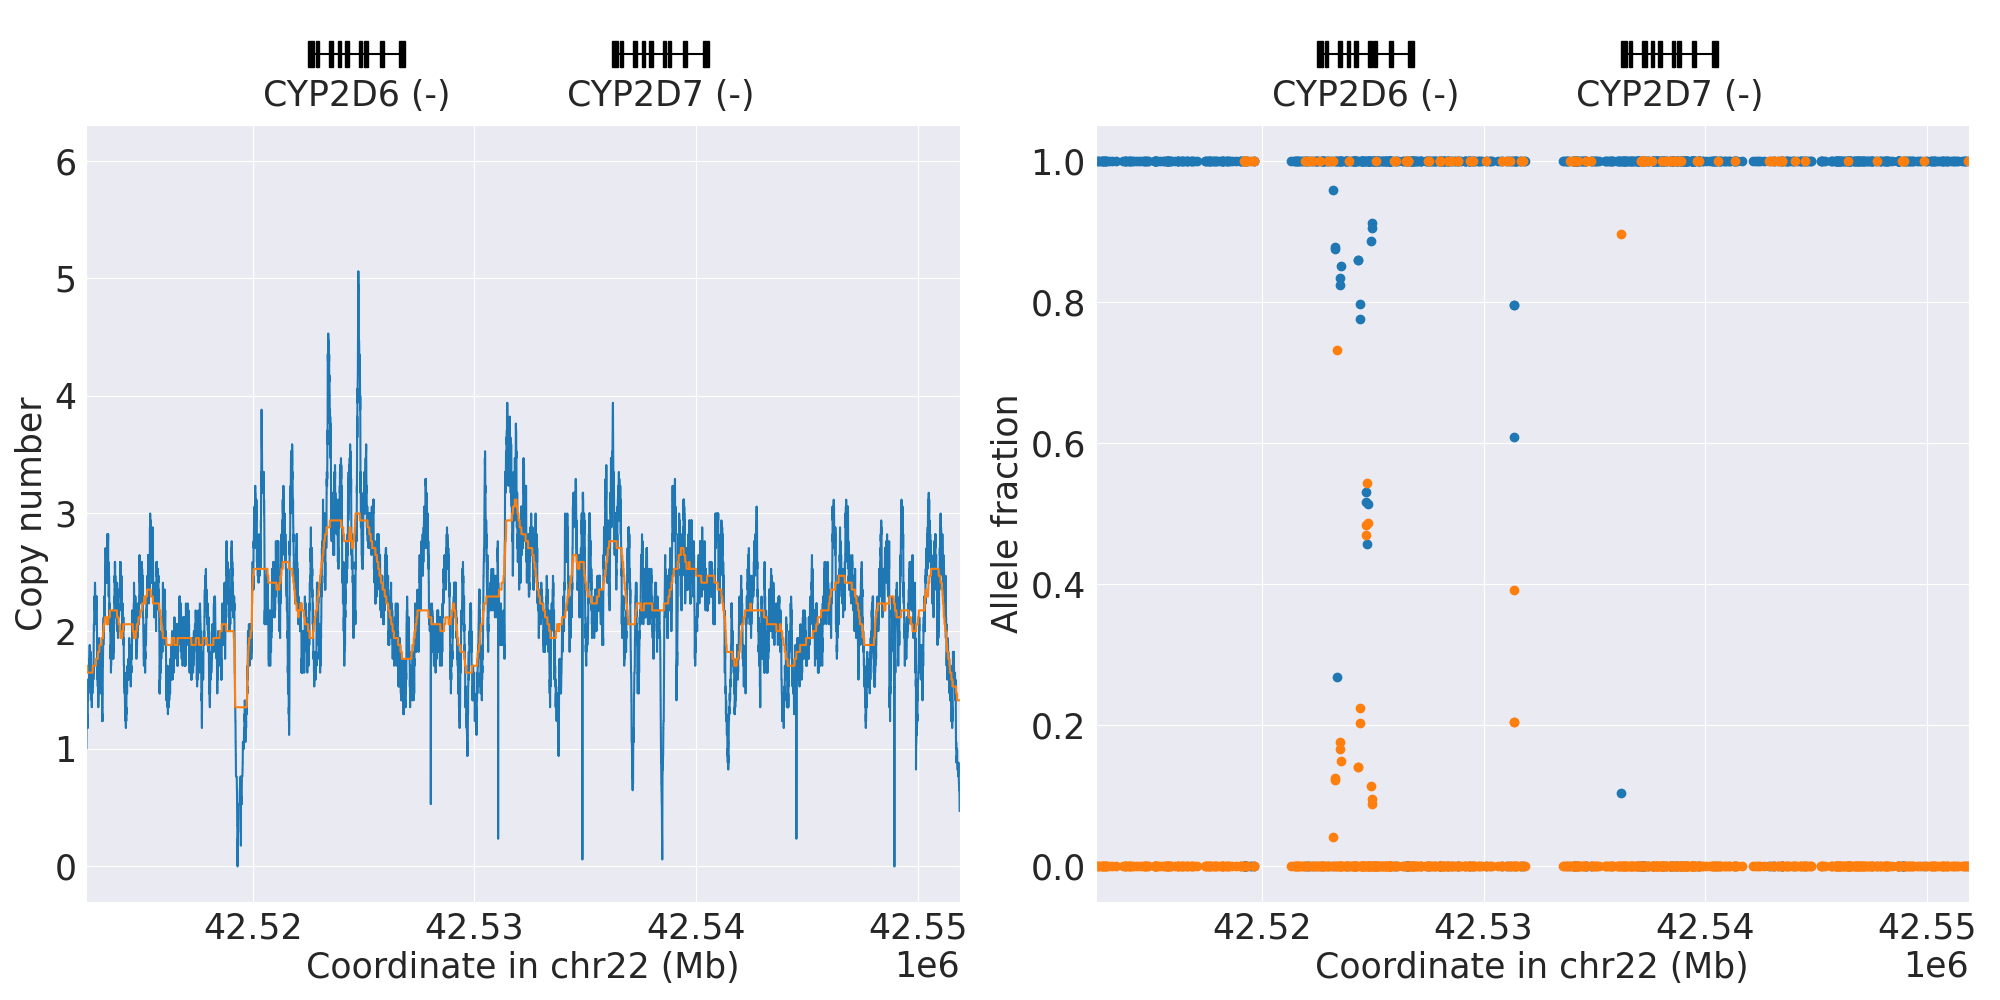 CYP2D6 (-)
CYP2D7 (-)
6
5
4
3
2
1
0
Copy number
42.52
42.53
42.54
42.55
Coordinate in chr22 (Mb)
1e6
CYP2D6 (-)
CYP2D7 (-)
1.0
0.8
0.6
0.4
0.2
0.0
Allele fraction
42.52
42.53
42.54
42.55
Coordinate in chr22 (Mb)
1e6